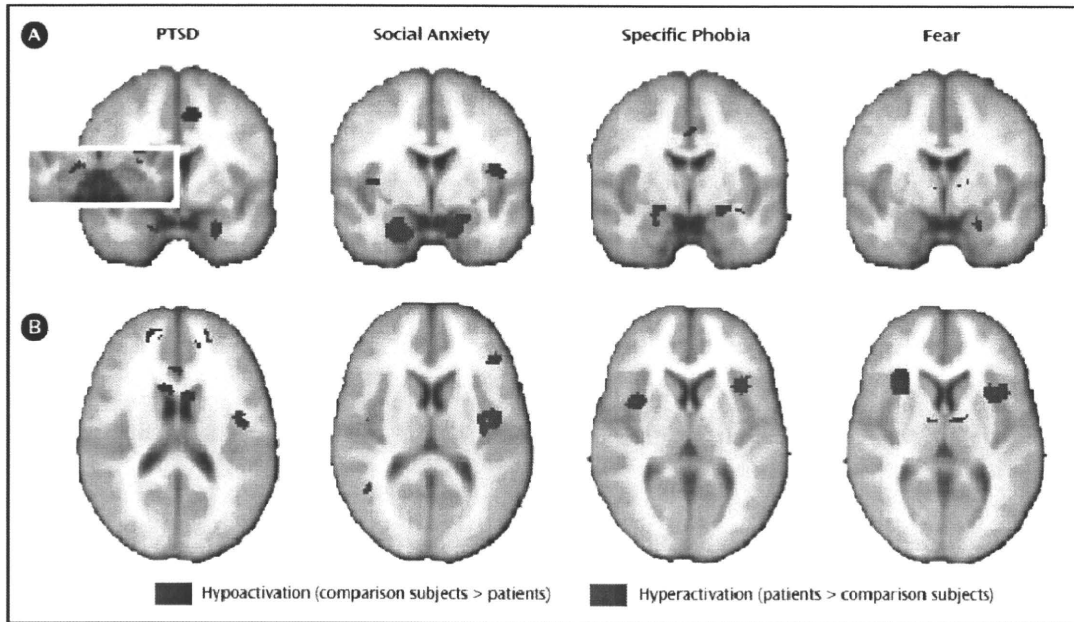 A
PTSD
Social Anxiety
Specific Phobia
Fear
B
Hypoactivation (comparison subjects > patients)
Hyperactivation (patients > comparison subjects)